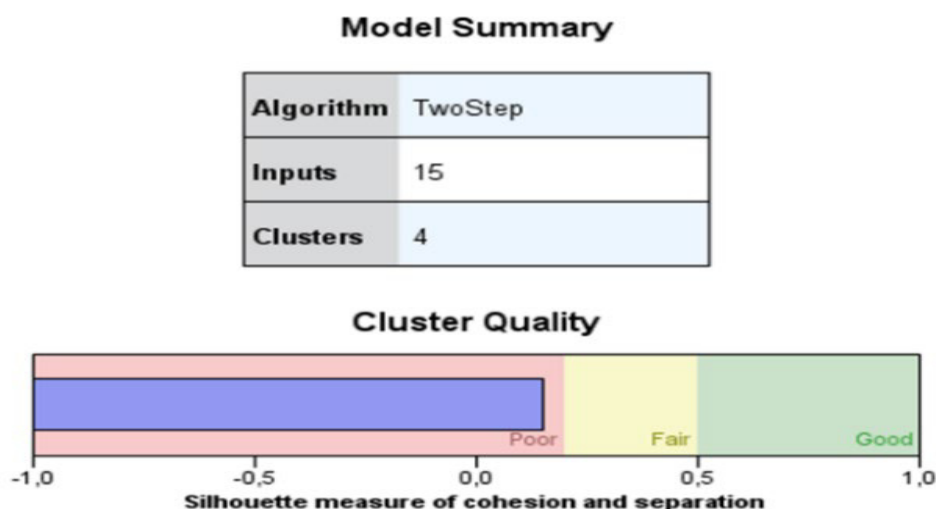 Model Summary
Algorithm TwoStep
Inputs 15
Clusters 4
Cluster Quality
Poor Fair Good
-1,0 -0,5 0,0 0,5 1,0
Silhouette measure of cohesion and separation